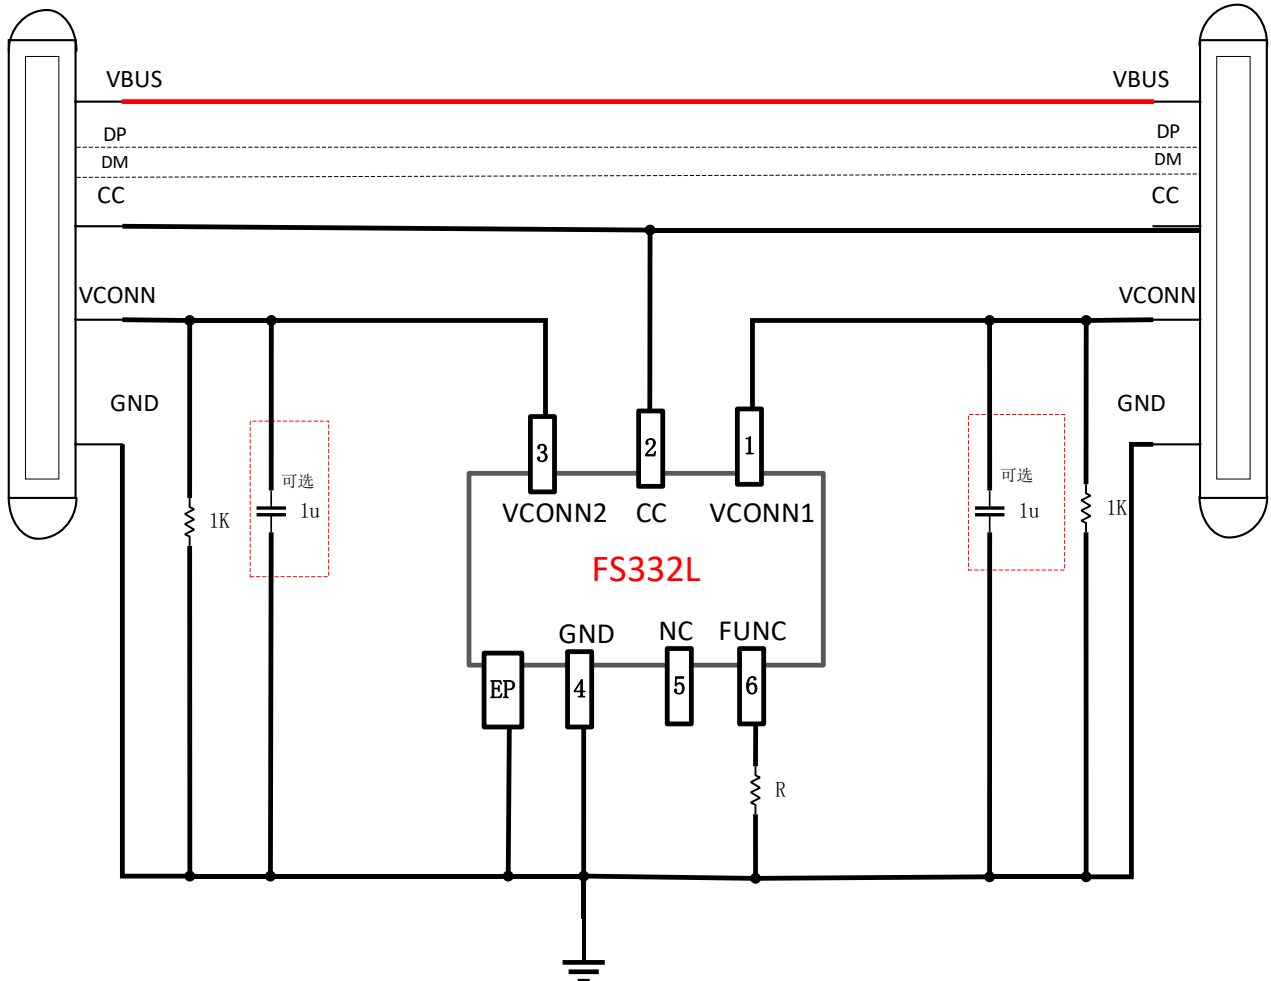 VBUS VBUS
DP DP
DM DM
CC CC
VCONN VCONN
GND GND
3 2 1
可选 可选
1K 1u 1u 1K
VCONN2 CC VCONN1
FS332L
GND NC FUNC
EP 4 5 6
R